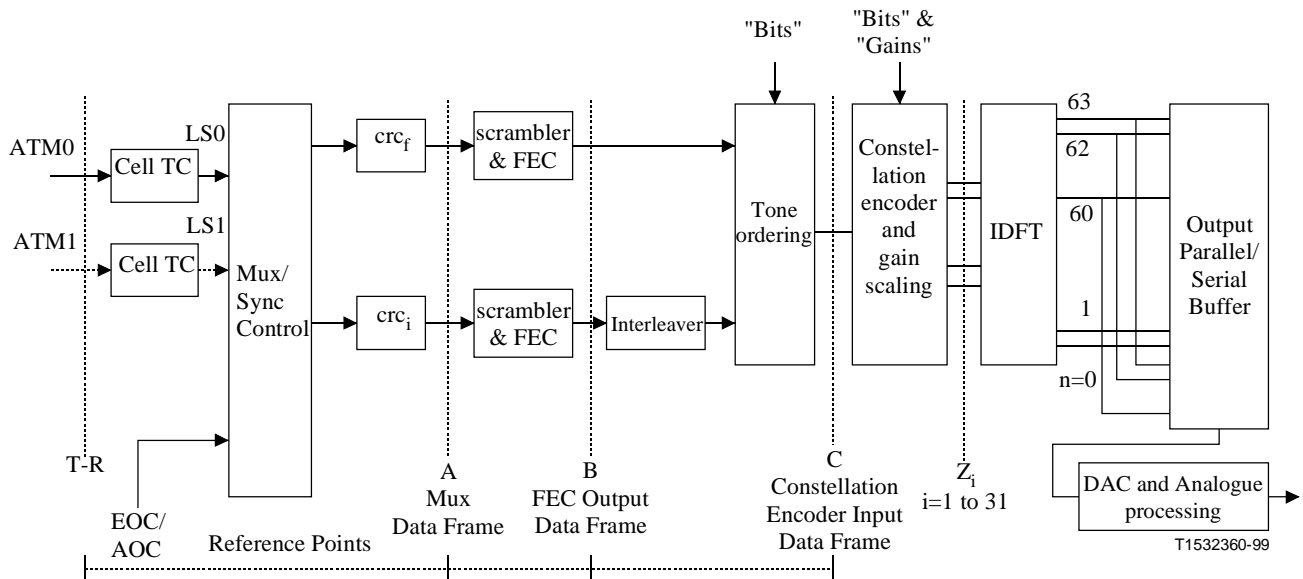 "Bits"
"Bits" &
"Gains"
ATM0
Cell TC
LS0
ATM1
Cell TC
LS1
Mux/
Sync
Control
crcf
scrambler
& FEC
crci
scrambler
& FEC
Interleaver
Tone
ordering
Constel-
lation
encoder
and
gain
scaling
IDFT
63
62
60
1
n=0
Output
Parallel/
Serial
Buffer
T-R
EOC/
AOC
Reference Points
A
Mux
Data Frame
B
FEC Output
Data Frame
C
Constellation
Encoder Input
Data Frame
Zi
i=1 to 31
DAC and Analogue
processing
T1532360-99